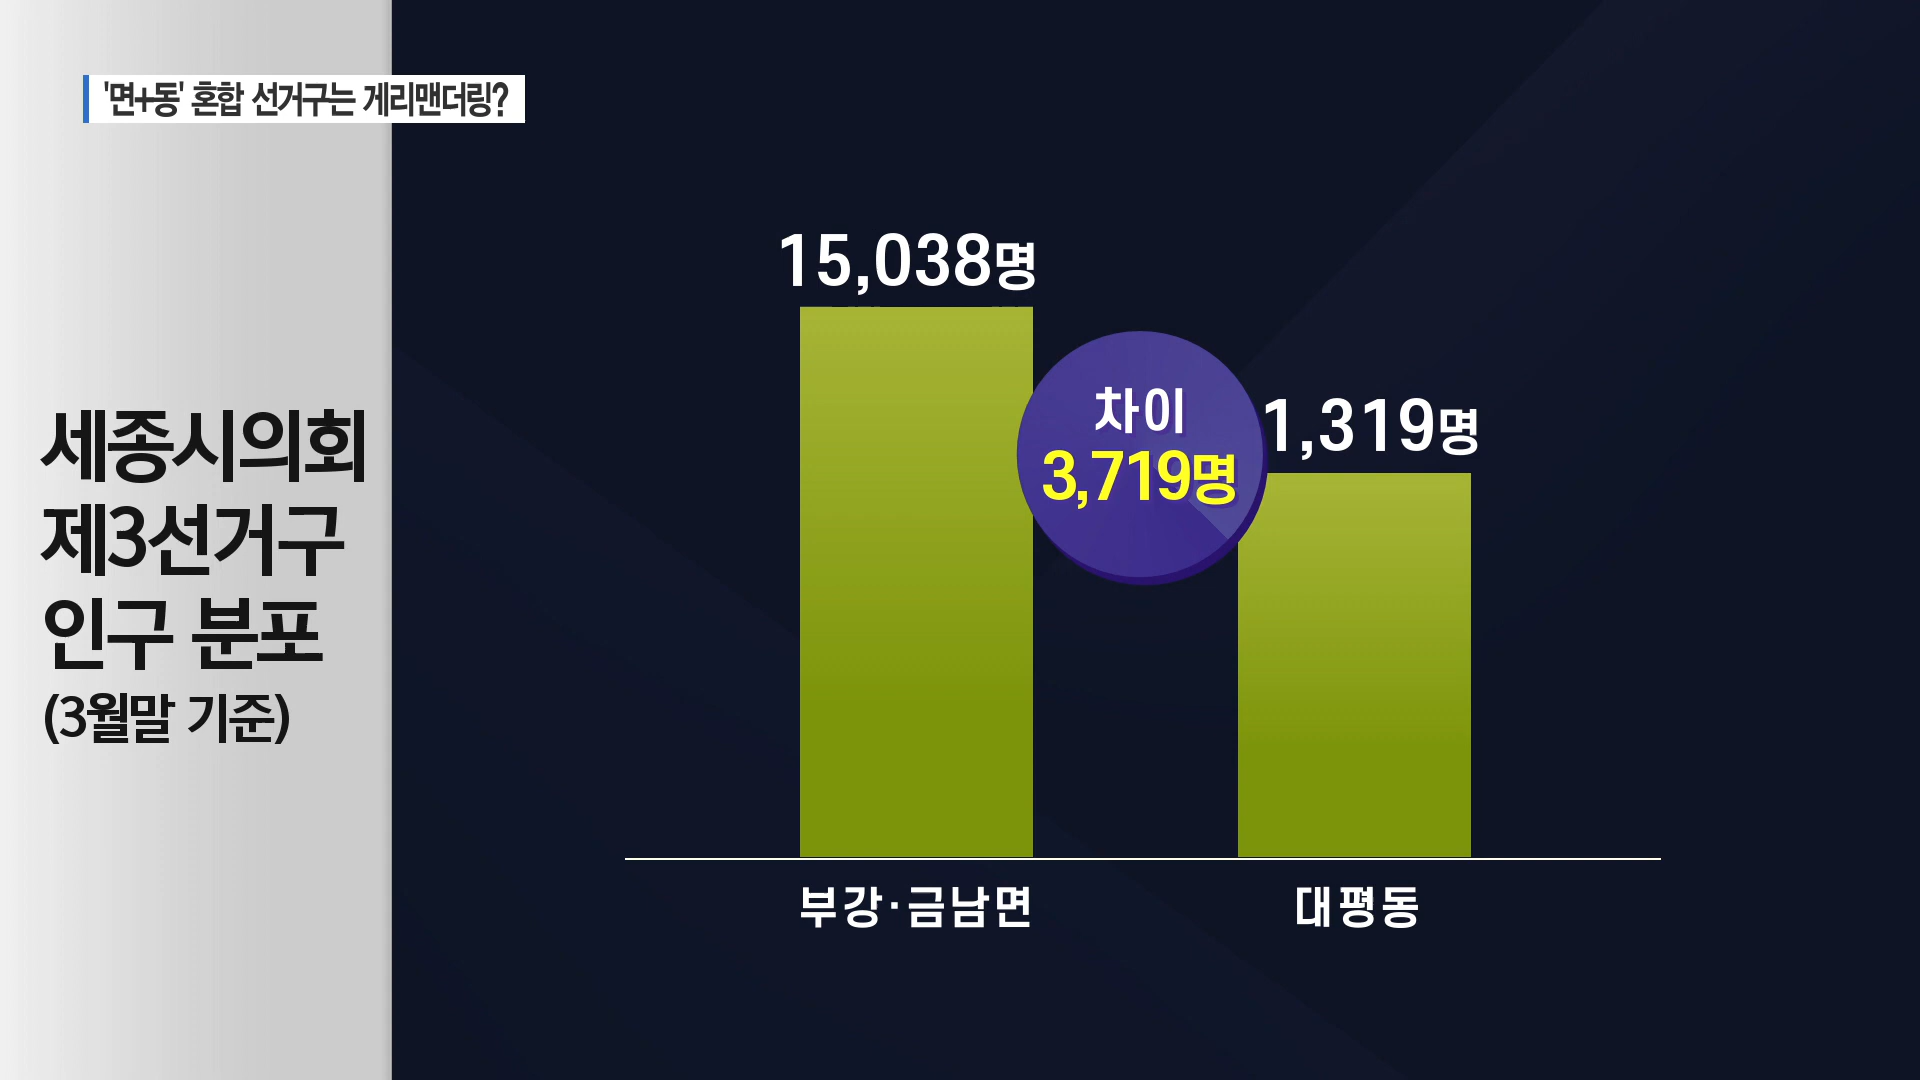 '면+동' 혼합 선거구는 게리맨더링?
세종시의회
제3선거구
인구 분포
(3월말 기준)
15,038명
차이
3,719명
1,319명
부강·금남면
대평동